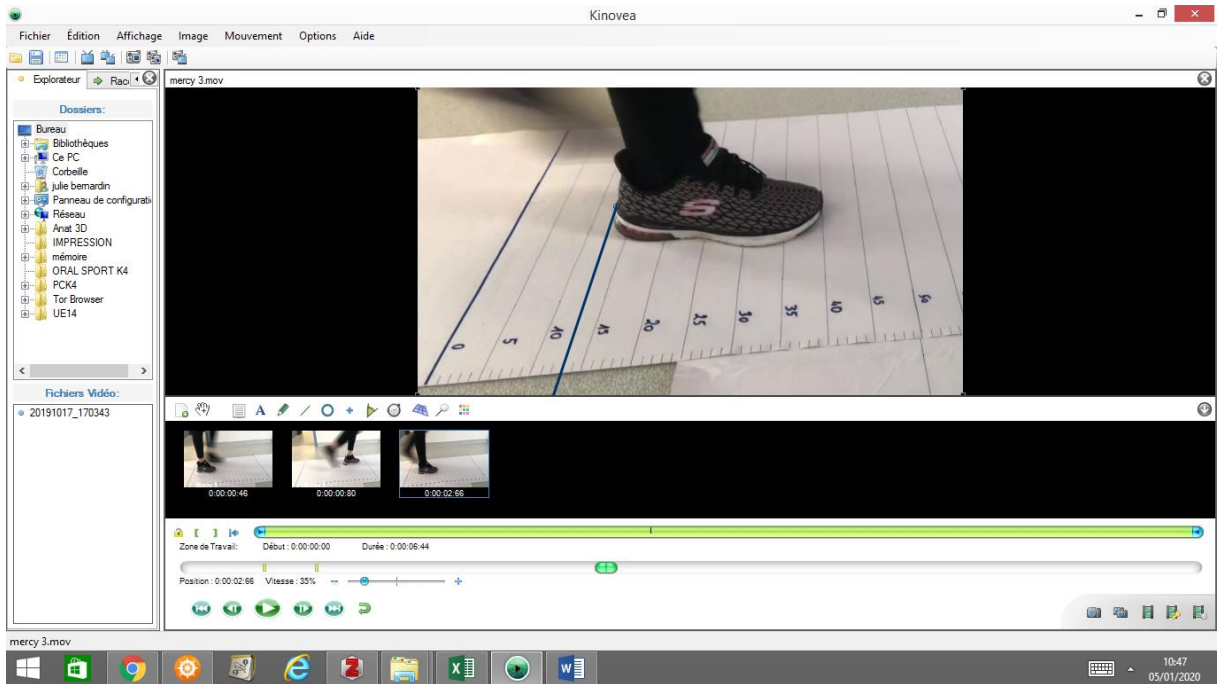 Kinovea
Fichier Édition Affichage Image Mouvement Options Aide
Explorateur Racc
mercy 3.mov
Dossiers:
Bureau
Bibliothèques
Ce PC
Corbeille
julie bernardin
Panneau de configurati
Réseau
Anat 3D
IMPRESSION
mémoire
ORAL SPORT K4
PCK4
Tor Browser
UE14
Fichiers Vidéo:
20191017_170343
0 5 10 15 20 25 30 35 40 45 50
0:00:00:46 0:00:00:80 0:00:02:66
Zone de Travail: Début : 0:00:00:00 Durée : 0:00:06:44
Position : 0:00:02:66 Vitesse : 35%
mercy 3.mov
10:47
05/01/2020